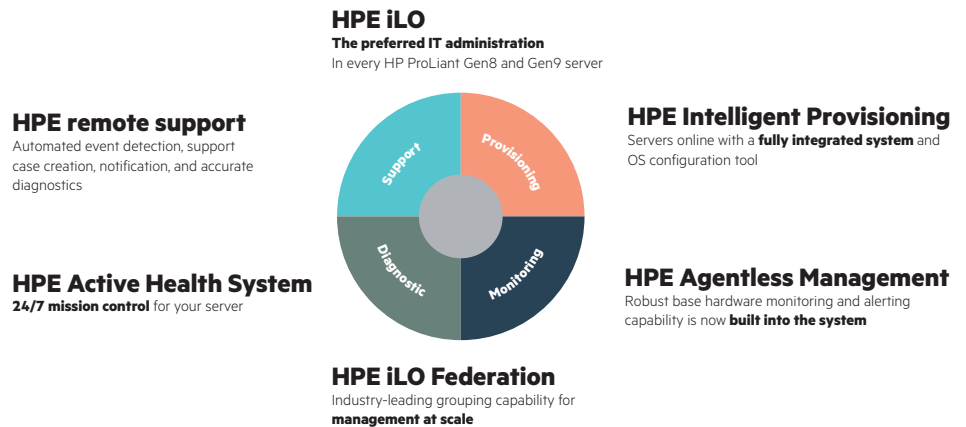 HPE iLO
The preferred IT administration
In every HP ProLiant Gen8 and Gen9 server
HPE remote support
Automated event detection, support
case creation, notification, and accurate
diagnostics
HPE Intelligent Provisioning
Servers online with a fully integrated system and
OS configuration tool
Support
Provisioning
Diagnostic
Monitoring
HPE Active Health System
24/7 mission control for your server
HPE Agentless Management
Robust base hardware monitoring and alerting
capability is now built into the system
HPE iLO Federation
Industry-leading grouping capability for
management at scale